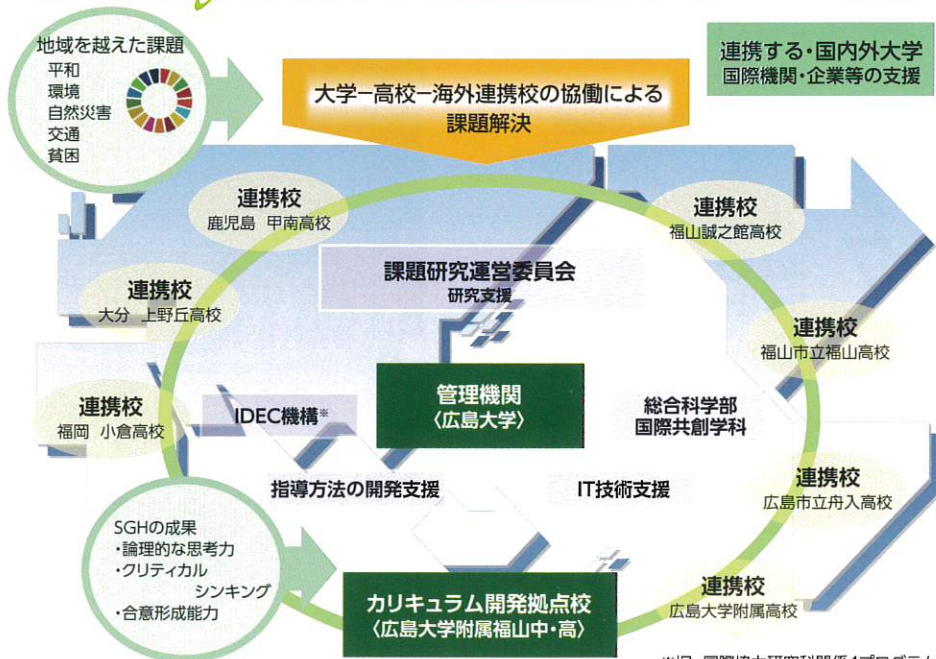 地域を越えた課題
平和
環境
自然災害
交通
貧困
大学ー高校ー海外連携校の協働による
課題解決
連携する・国内外大学
国際機関・企業等の支援
連携校
鹿児島 甲南高校
連携校
福山誠之館高校
課題研究運営委員会
研究支援
連携校
大分 上野丘高校
連携校
福山市立福山高校
管理機関
〈広島大学〉
連携校
福岡 小倉高校
IDEC機構※
総合科学部
国際共創学科
指導方法の開発支援
IT技術支援
連携校
広島市立舟入高校
SGHの成果
・論理的な思考力
・クリティカル
シンキング
・合意形成能力
カリキュラム開発拠点校
〈広島大学附属福山中・高〉
連携校
広島大学附属高校